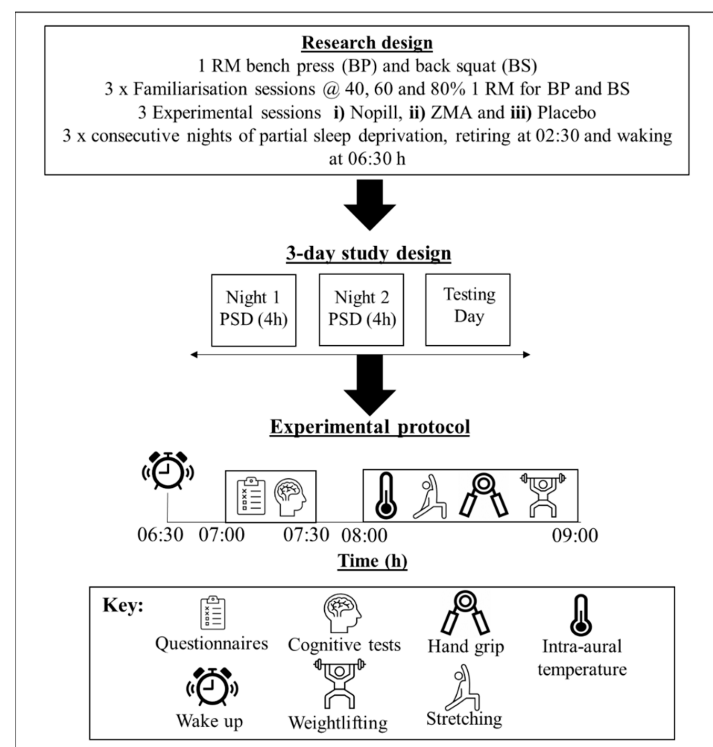 Research design
1 RM bench press (BP) and back squat (BS)
3 x Familiarisation sessions @ 40, 60 and 80% 1 RM for BP and BS
3 Experimental sessions i) Nopill, ii) ZMA and iii) Placebo
3 x consecutive nights of partial sleep deprivation, retiring at 02:30 and waking
at 06:30 h
3-day study design
Night 1
PSD (4h)
Night 2
PSD (4h)
Testing
Day
Experimental protocol
06:30 07:00 07:30 08:00 09:00
Time (h)
Key:
Questionnaires
Cognitive tests
Hand grip
Intra-aural
temperature
Wake up
Weightlifting
Stretching